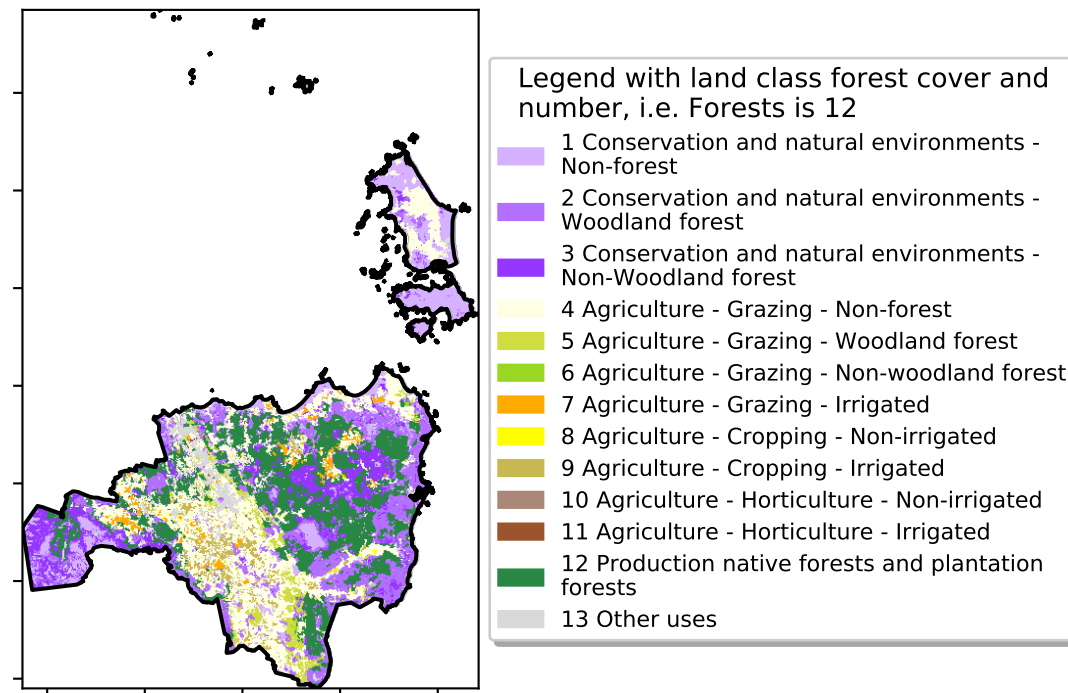 Legend with land class forest cover and
number, i.e. Forests is 12
1 Conservation and natural environments -
Non-forest
2 Conservation and natural environments -
Woodland forest
3 Conservation and natural environments -
Non-Woodland forest
4 Agriculture - Grazing - Non-forest
5 Agriculture - Grazing - Woodland forest
6 Agriculture - Grazing - Non-woodland forest
7 Agriculture - Grazing - Irrigated
8 Agriculture - Cropping - Non-irrigated
9 Agriculture - Cropping - Irrigated
10 Agriculture - Horticulture - Non-irrigated
11 Agriculture - Horticulture - Irrigated
12 Production native forests and plantation
forests
13 Other uses